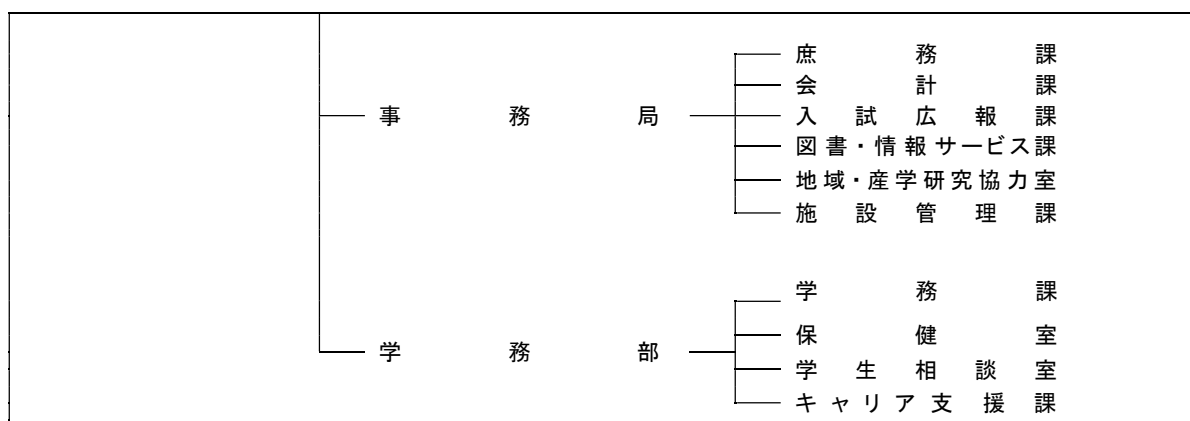 庶務課
会計課
事務局
入試広報課
図書・情報サービス課
地域・産学研究協力室
施設管理課
学務課
保健室
学務部
学生相談室
キャリア支援課